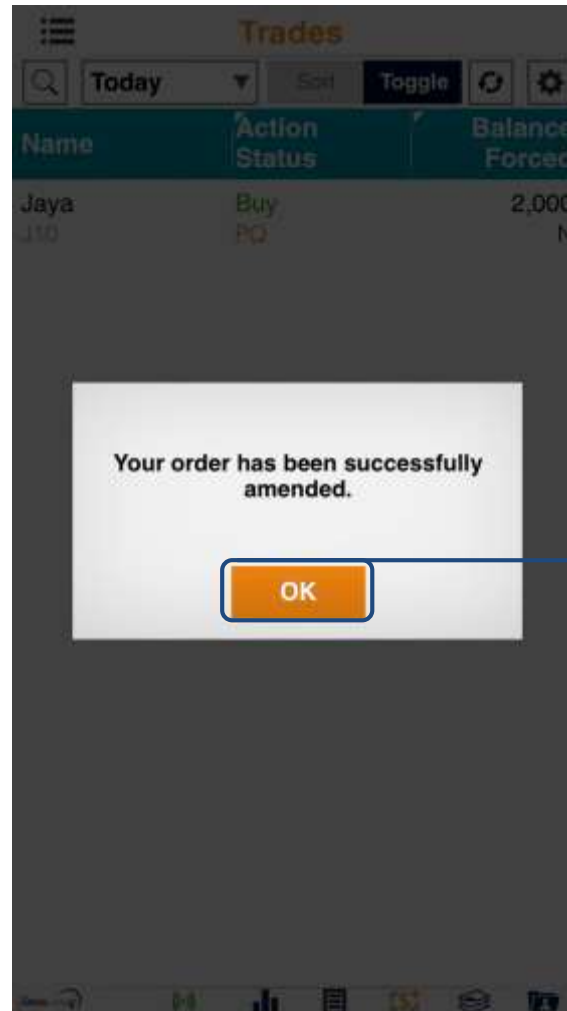 Trades
Today
Sort
Toggle
Name
Action
Status
Balance
Forced
Jaya
Buy
2,000
J10
PQ
N
Your order has been successfully
amended.
OK